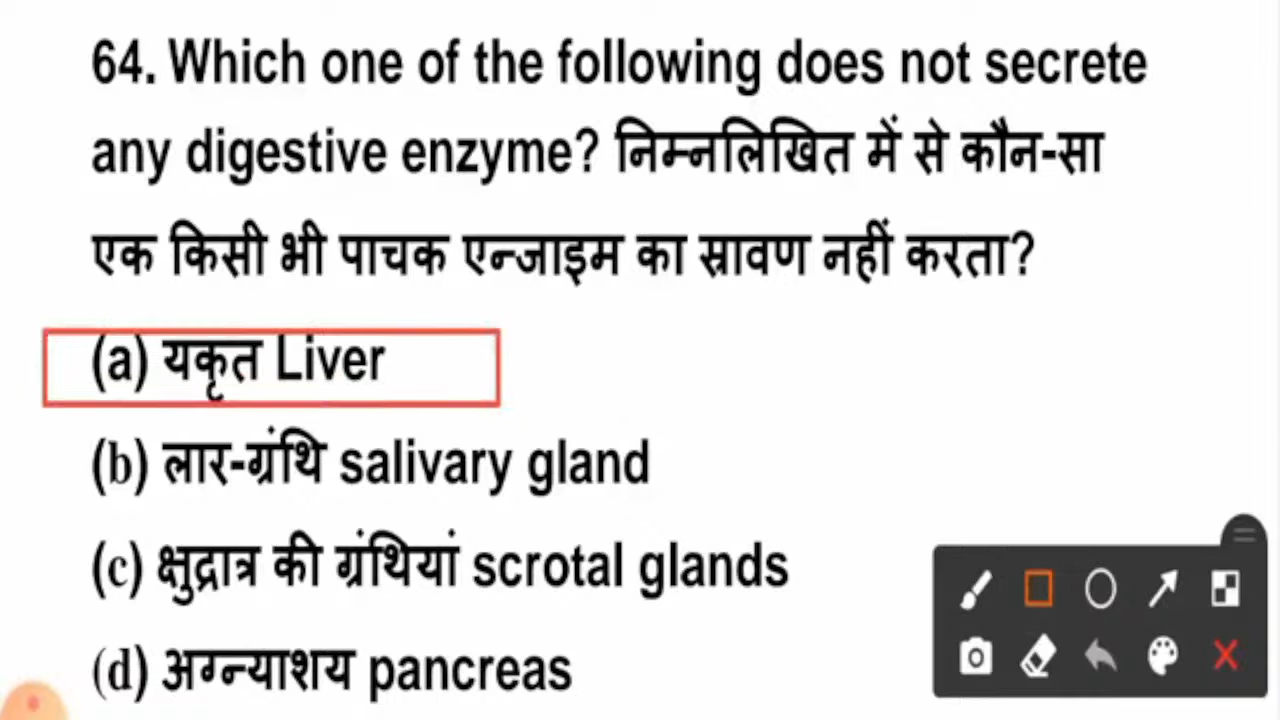 64. Which one of the following does not secrete
any digestive enzyme? निम्नलिखित में से कौन-सा
एक किसी भी पाचक एन्जाइम का स्रावण नहीं करता?
(a) यकृत Liver
(b) लार-ग्रंथि salivary gland
(c) क्षुद्रात्र की ग्रंथियां scrotal glands
(d) अग्न्याशय pancreas